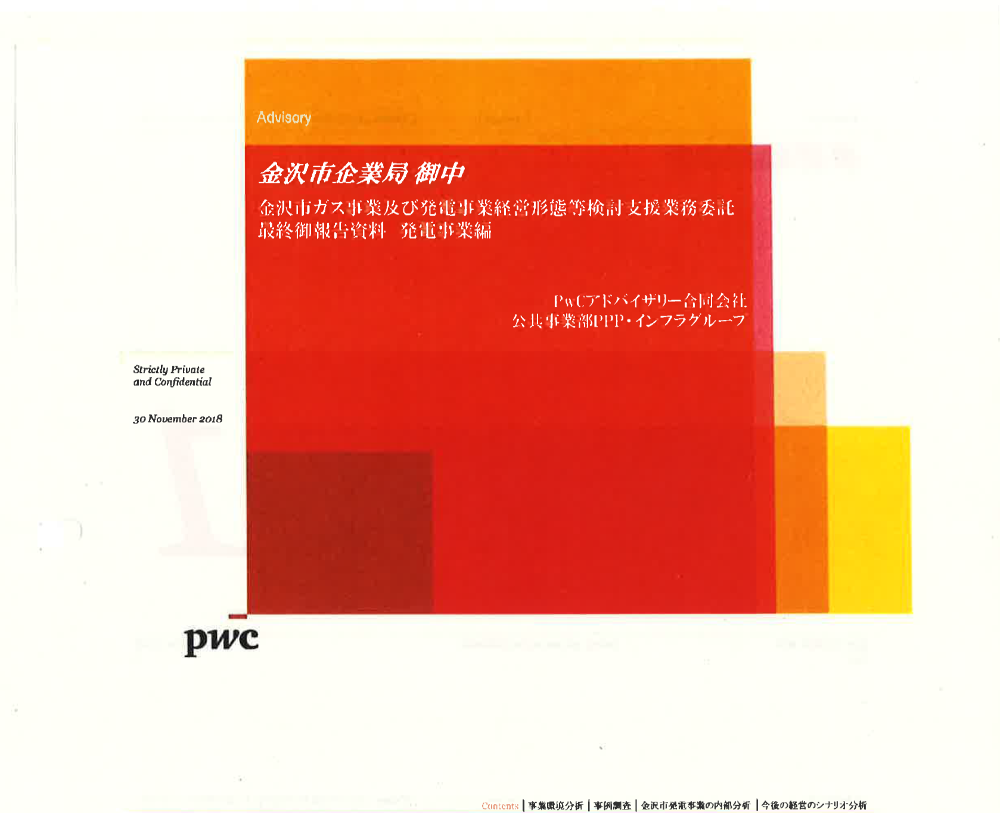 Advisory
金沢市企業局 御中
金沢市ガス事業及び発電事業経営形態等検討支援業務委託
最終御報告資料 発電事業編
PwCアドバイザリー合同会社
公共事業部PPP・インフラグループ
Strictly Private
and Confidential
30 November 2018
pwc
Contents | 事業環境分析 | 事例調査 | 金沢市発電事業の内部分析 | 今後の経営のシナリオ分析